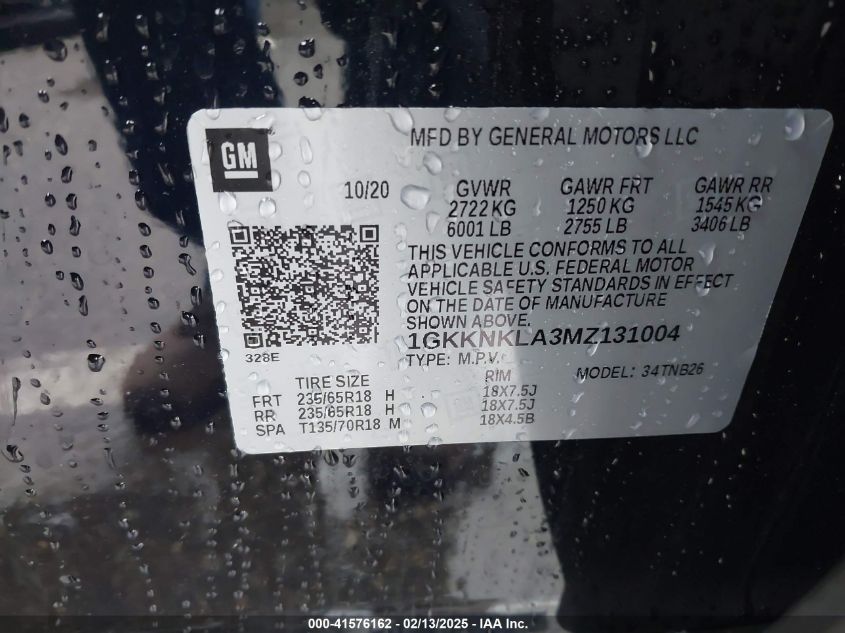 GM
MFD BY GENERAL MOTORS LLC
10/20
GVWR GAWR FRT GAWR RR
2722 KG 1250 KG 1545 KG
6001 LB 2755 LB 3406 LB
THIS VEHICLE CONFORMS TO ALL
APPLICABLE U.S. FEDERAL MOTOR
VEHICLE SAFETY STANDARDS IN EFFECT
ON THE DATE OF MANUFACTURE
SHOWN ABOVE.
1GKKNKLA3MZ131004
328E
TYPE: M.P.V.
MODEL: 34TNB26
TIRE SIZE RIM
FRT 235/65R18 H 18X7.5J
RR 235/65R18 H 18X7.5J
SPA T135/70R18 M 18X4.5B
000-41576162 - 02/13/2025 - IAA Inc.